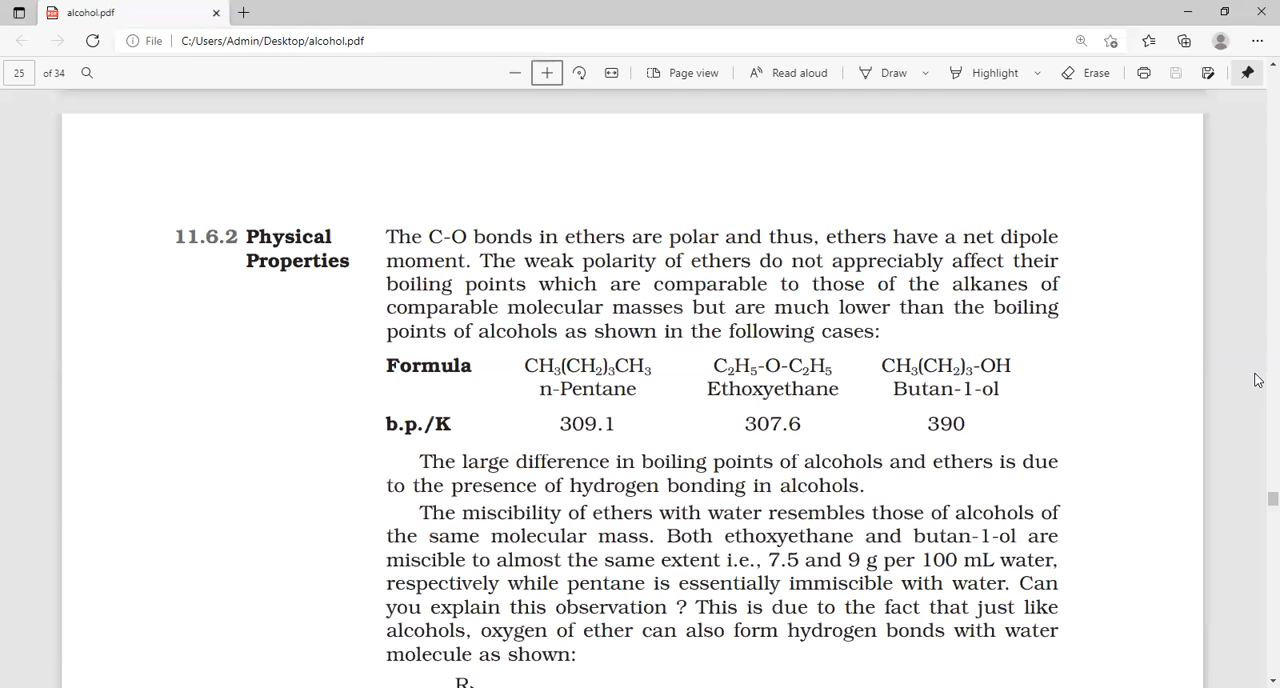 alcohol.pdf
File
C:/Users/Admin/Desktop/alcohol.pdf
25 of 34
Page view
Read aloud
Draw
Highlight
Erase
11.6.2 Physical
Properties
The C-O bonds in ethers are polar and thus, ethers have a net dipole
moment. The weak polarity of ethers do not appreciably affect their
boiling points which are comparable to those of the alkanes of
comparable molecular masses but are much lower than the boiling
points of alcohols as shown in the following cases:
Formula CH₃(CH₂)₃CH₃ C₂H₅-O-C₂H₅ CH₃(CH₂)₃-OH
n-Pentane Ethoxyethane Butan-1-ol
b.p./K 309.1 307.6 390
The large difference in boiling points of alcohols and ethers is due
to the presence of hydrogen bonding in alcohols.
The miscibility of ethers with water resembles those of alcohols of
the same molecular mass. Both ethoxyethane and butan-1-ol are
miscible to almost the same extent i.e., 7.5 and 9 g per 100 mL water,
respectively while pentane is essentially immiscible with water. Can
you explain this observation ? This is due to the fact that just like
alcohols, oxygen of ether can also form hydrogen bonds with water
molecule as shown:
R